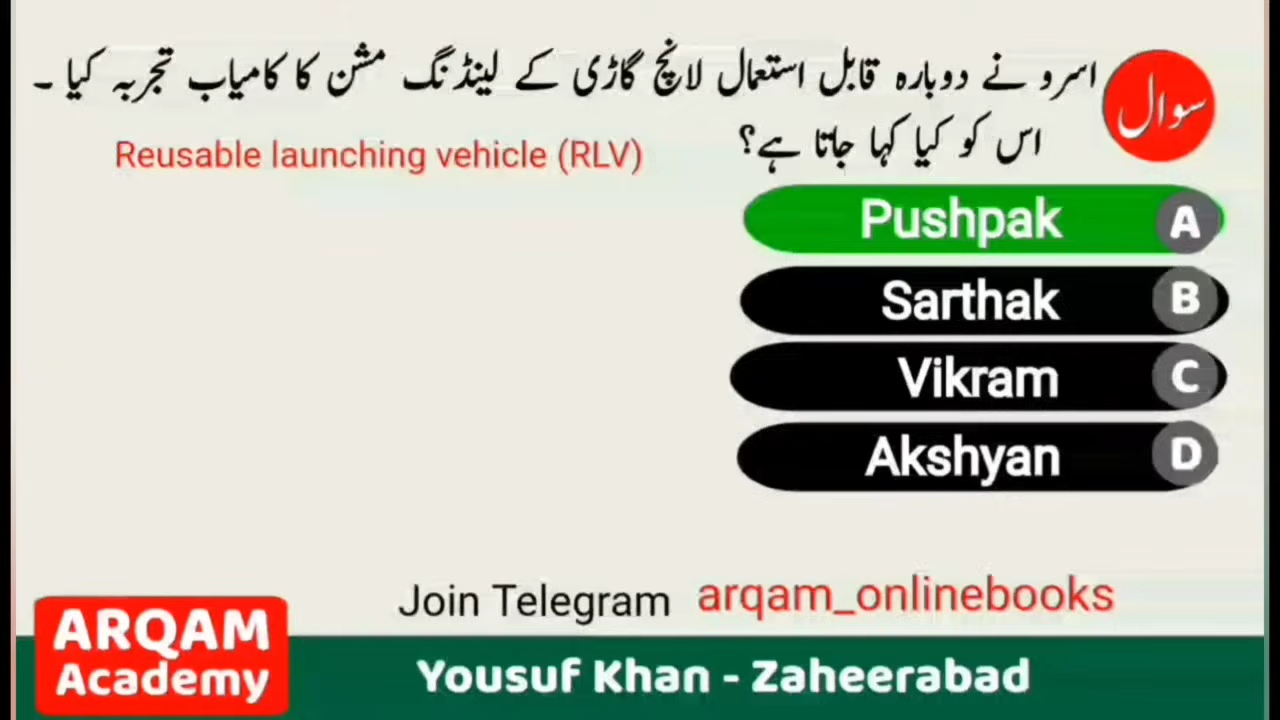 سوال
اسرو نے دوبارہ قابل استعمال لانچ گاڑی کے لینڈنگ مشن کا کامیاب تجربہ کیا ۔
اس کو کیا کہا جاتا ہے؟
Reusable launching vehicle (RLV)
Pushpak A
Sarthak B
Vikram C
Akshyan D
Join Telegram arqam_onlinebooks
ARQAM
Academy
Yousuf Khan - Zaheerabad